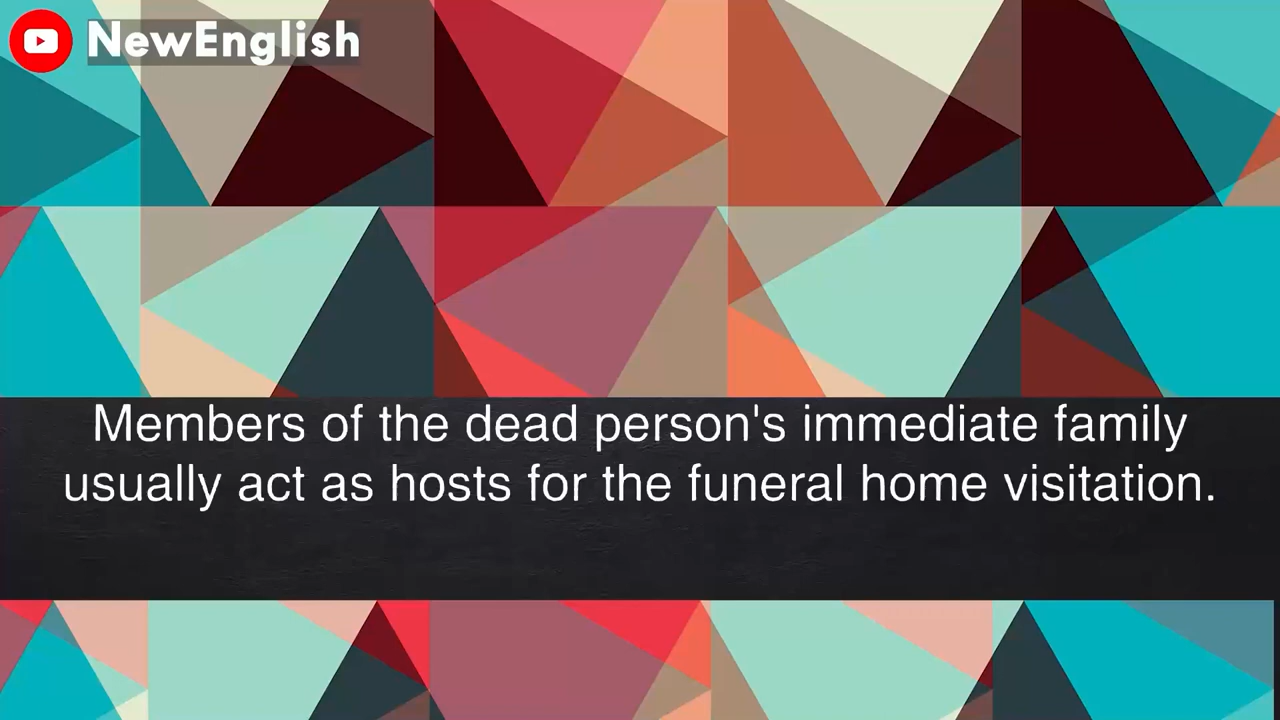 NewEnglish
Members of the dead person's immediate family
usually act as hosts for the funeral home visitation.